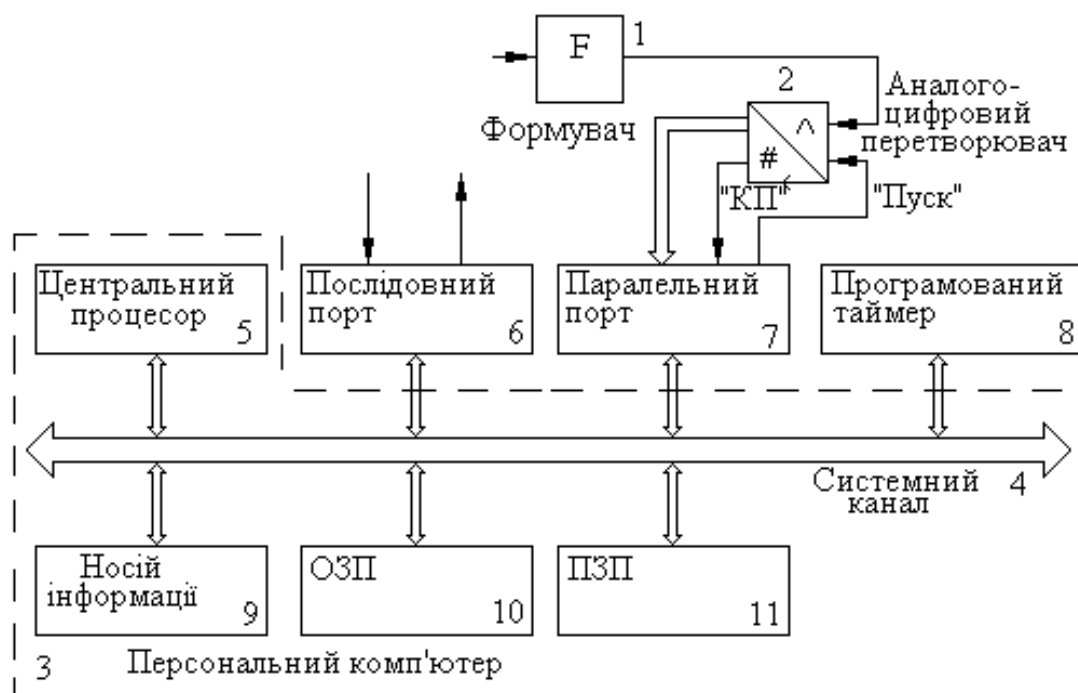 F
1
Формувач
2
^
#
Аналого-
цифровий
перетворювач
"КП"
"Пуск"
Центральний
процесор
5
Послідовний
порт
6
Паралельний
порт
7
Програмований
таймер
8
Системний
канал
4
Носій
інформації
9
ОЗП
10
ПЗП
11
3
Персональний комп'ютер